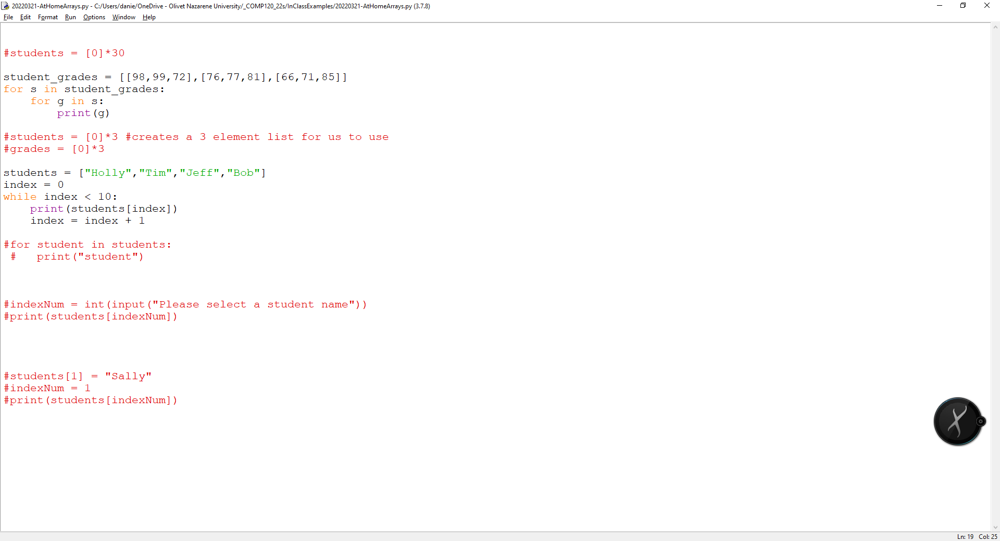 20220321-AtHomeArrays.py - C:/Users/danie/OneDrive - Olivet Nazarene University/_COMP120_22s/InClassExamples/20220321-AtHomeArrays.py (3.7.8)
File Edit Format Run Options Window Help
#students = [0]*30
student_grades = [[98,99,72],[76,77,81],[66,71,85]]
for s in student_grades:
    for g in s:
        print(g)
#students = [0]*3 #creates a 3 element list for us to use
#grades = [0]*3
students = ["Holly","Tim","Jeff","Bob"]
index = 0
while index < 10:
    print(students[index])
    index = index + 1
#for student in students:
 #   print("student")
#indexNum = int(input("Please select a student name"))
#print(students[indexNum])
#students[1] = "Sally"
#indexNum = 1
#print(students[indexNum])
Ln: 19 Col: 25